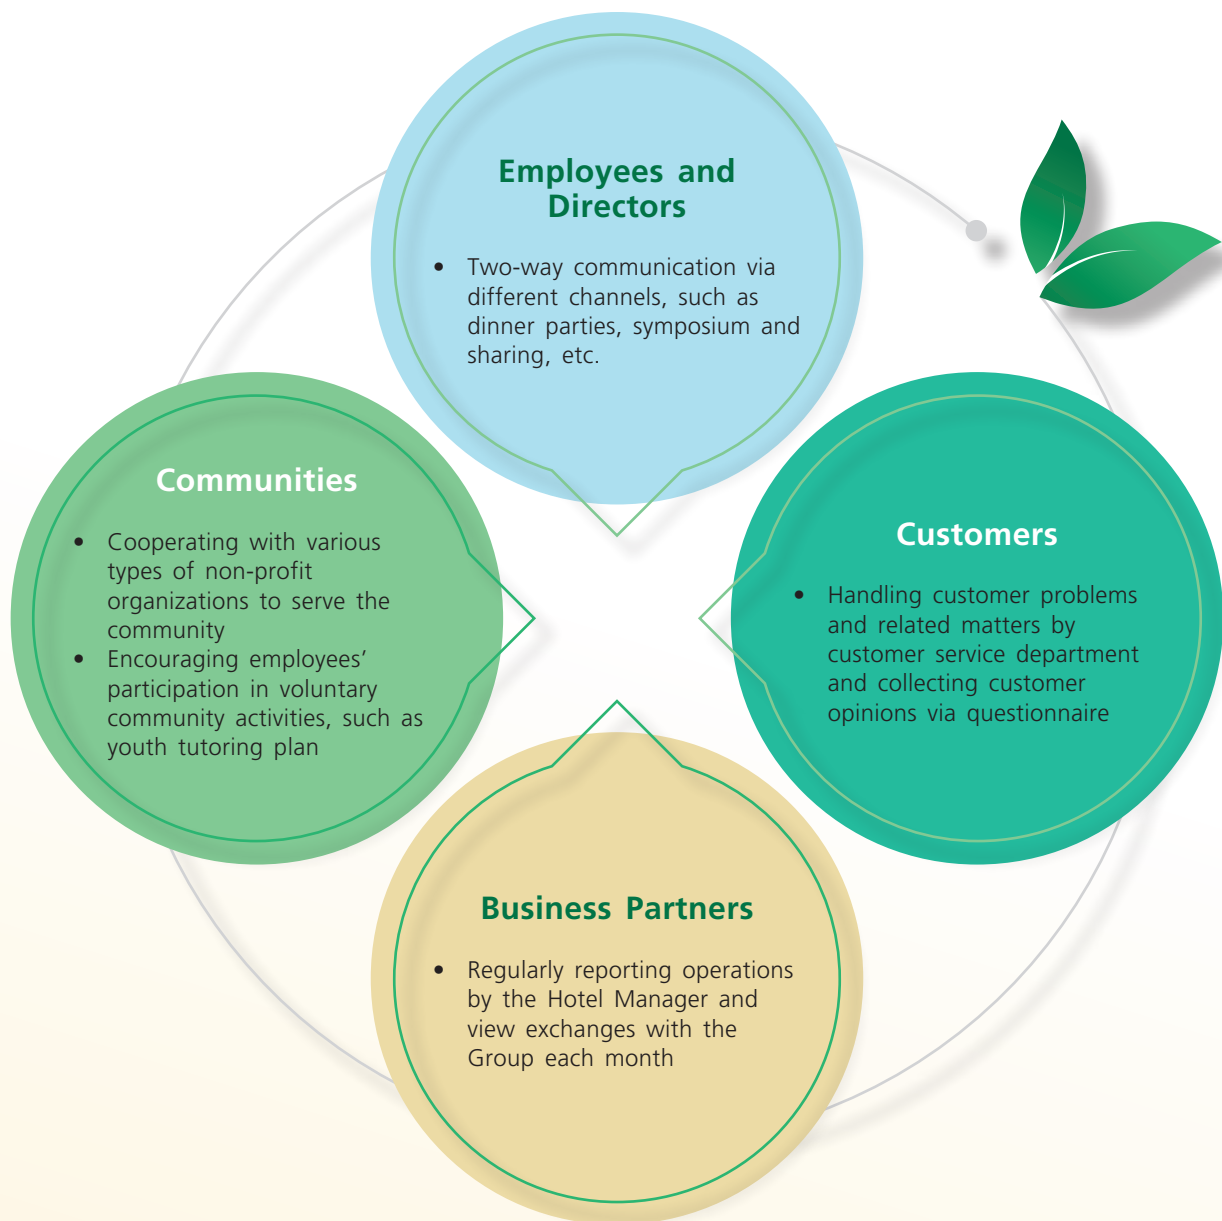 Employees and
Directors
• Two-way communication via
different channels, such as
dinner parties, symposium and
sharing, etc.
Communities
• Cooperating with various
types of non-profit
organizations to serve the
community
• Encouraging employees’
participation in voluntary
community activities, such as
youth tutoring plan
Customers
• Handling customer problems
and related matters by
customer service department
and collecting customer
opinions via questionnaire
Business Partners
• Regularly reporting operations
by the Hotel Manager and
view exchanges with the
Group each month